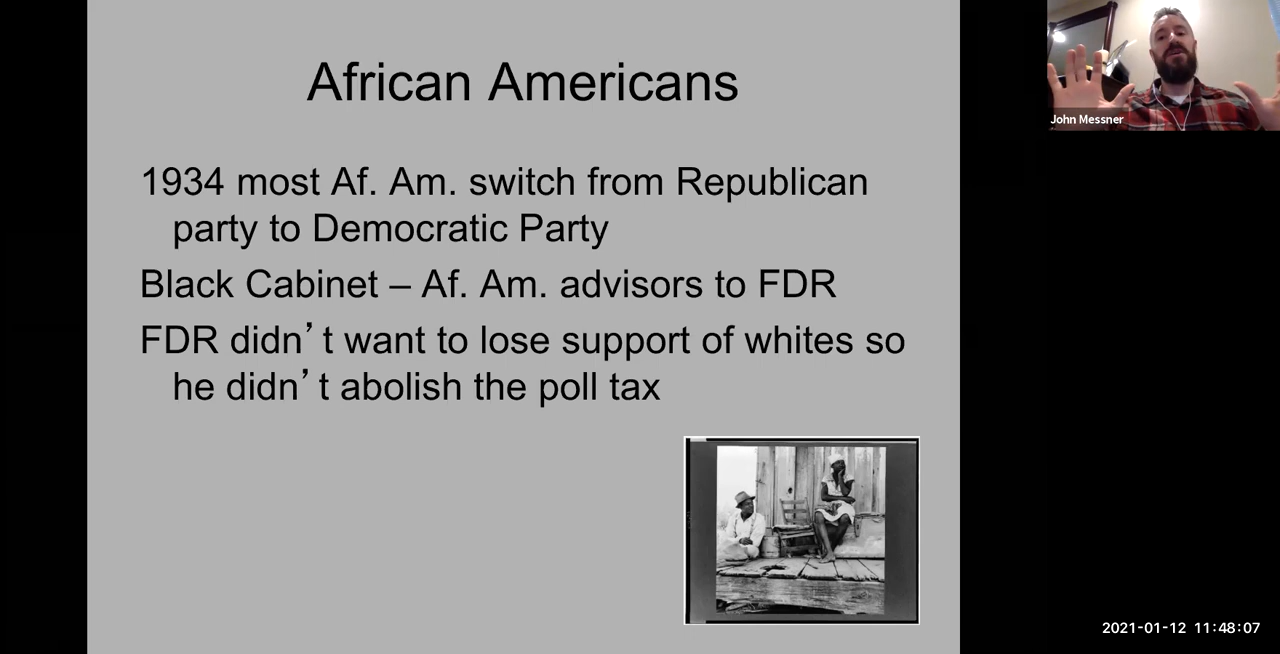 African Americans
1934 most Af. Am. switch from Republican
party to Democratic Party
Black Cabinet – Af. Am. advisors to FDR
FDR didn’t want to lose support of whites so
he didn’t abolish the poll tax
John Messner
2021-01-12 11:48:07